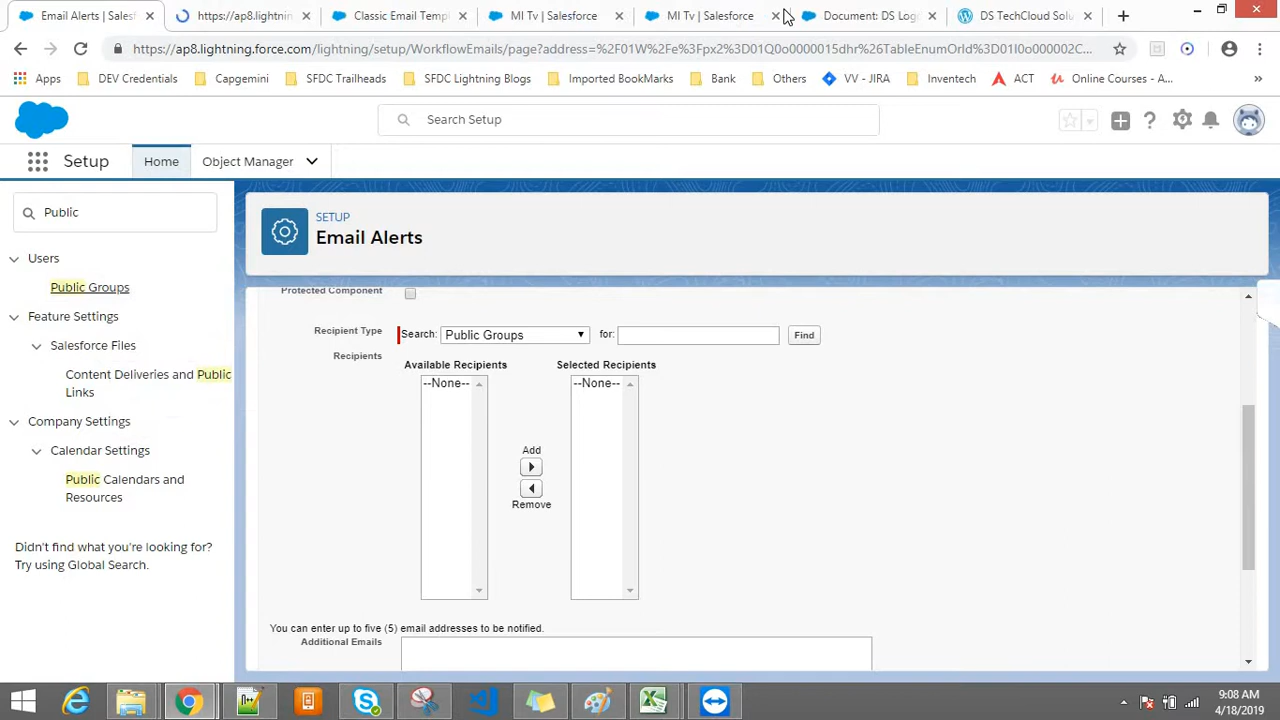 Email Alerts | Salesf
https://ap8.lightnin
Classic Email Templ
MI Tv | Salesforce
MI Tv | Salesforce
Document: DS Log
DS TechCloud Solu
https://ap8.lightning.force.com/lightning/setup/WorkflowEmails/page?address=%2F01W%2Fe%3Fpx2%3D01Q0o0000015dhr%26TableEnumOrId%3D01I0o000002C...
Apps
DEV Credentials
Capgemini
SFDC Trailheads
SFDC Lightning Blogs
Imported BookMarks
Bank
Others
VV - JIRA
Inventech
ACT
Online Courses - A...
»
Search Setup
Setup
Home
Object Manager
Public
Users
Public Groups
Feature Settings
Salesforce Files
Content Deliveries and Public
Links
Company Settings
Calendar Settings
Public Calendars and
Resources
Didn't find what you're looking for?
Try using Global Search.
SETUP
Email Alerts
Protected Component
Recipient Type
Search: Public Groups for: Find
Recipients
Available Recipients
Selected Recipients
--None--
--None--
Add
Remove
You can enter up to five (5) email addresses to be notified.
Additional Emails
9:08 AM
4/18/2019